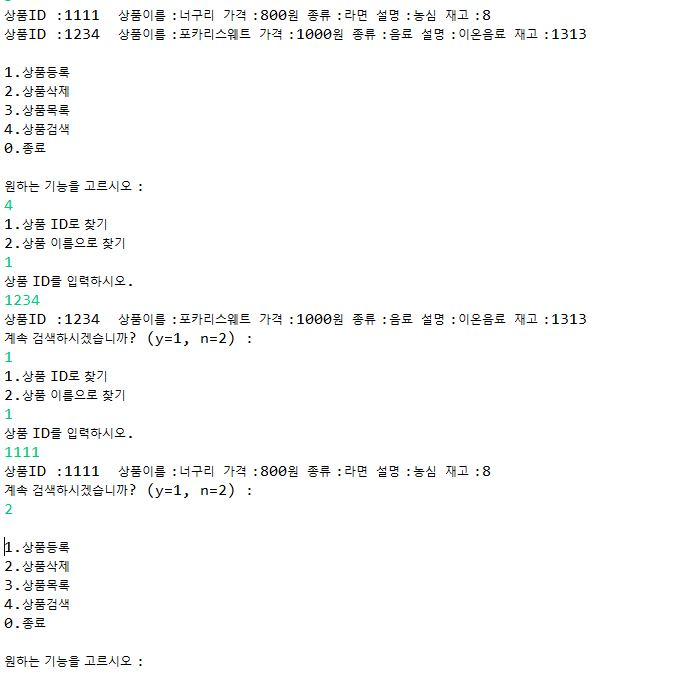 상품ID :1111  상품이름 :너구리 가격 :800원 종류 :라면 설명 :농심 재고 :8
상품ID :1234  상품이름 :포카리스웨트 가격 :1000원 종류 :음료 설명 :이온음료 재고 :1313
1.상품등록
2.상품삭제
3.상품목록
4.상품검색
0.종료
원하는 기능을 고르시오 :
4
1.상품 ID로 찾기
2.상품 이름으로 찾기
1
상품 ID를 입력하시오.
1234
상품ID :1234  상품이름 :포카리스웨트 가격 :1000원 종류 :음료 설명 :이온음료 재고 :1313
계속 검색하시겠습니까? (y=1, n=2) :
1
1.상품 ID로 찾기
2.상품 이름으로 찾기
1
상품 ID를 입력하시오.
1111
상품ID :1111  상품이름 :너구리 가격 :800원 종류 :라면 설명 :농심 재고 :8
계속 검색하시겠습니까? (y=1, n=2) :
2
1.상품등록
2.상품삭제
3.상품목록
4.상품검색
0.종료
원하는 기능을 고르시오 :